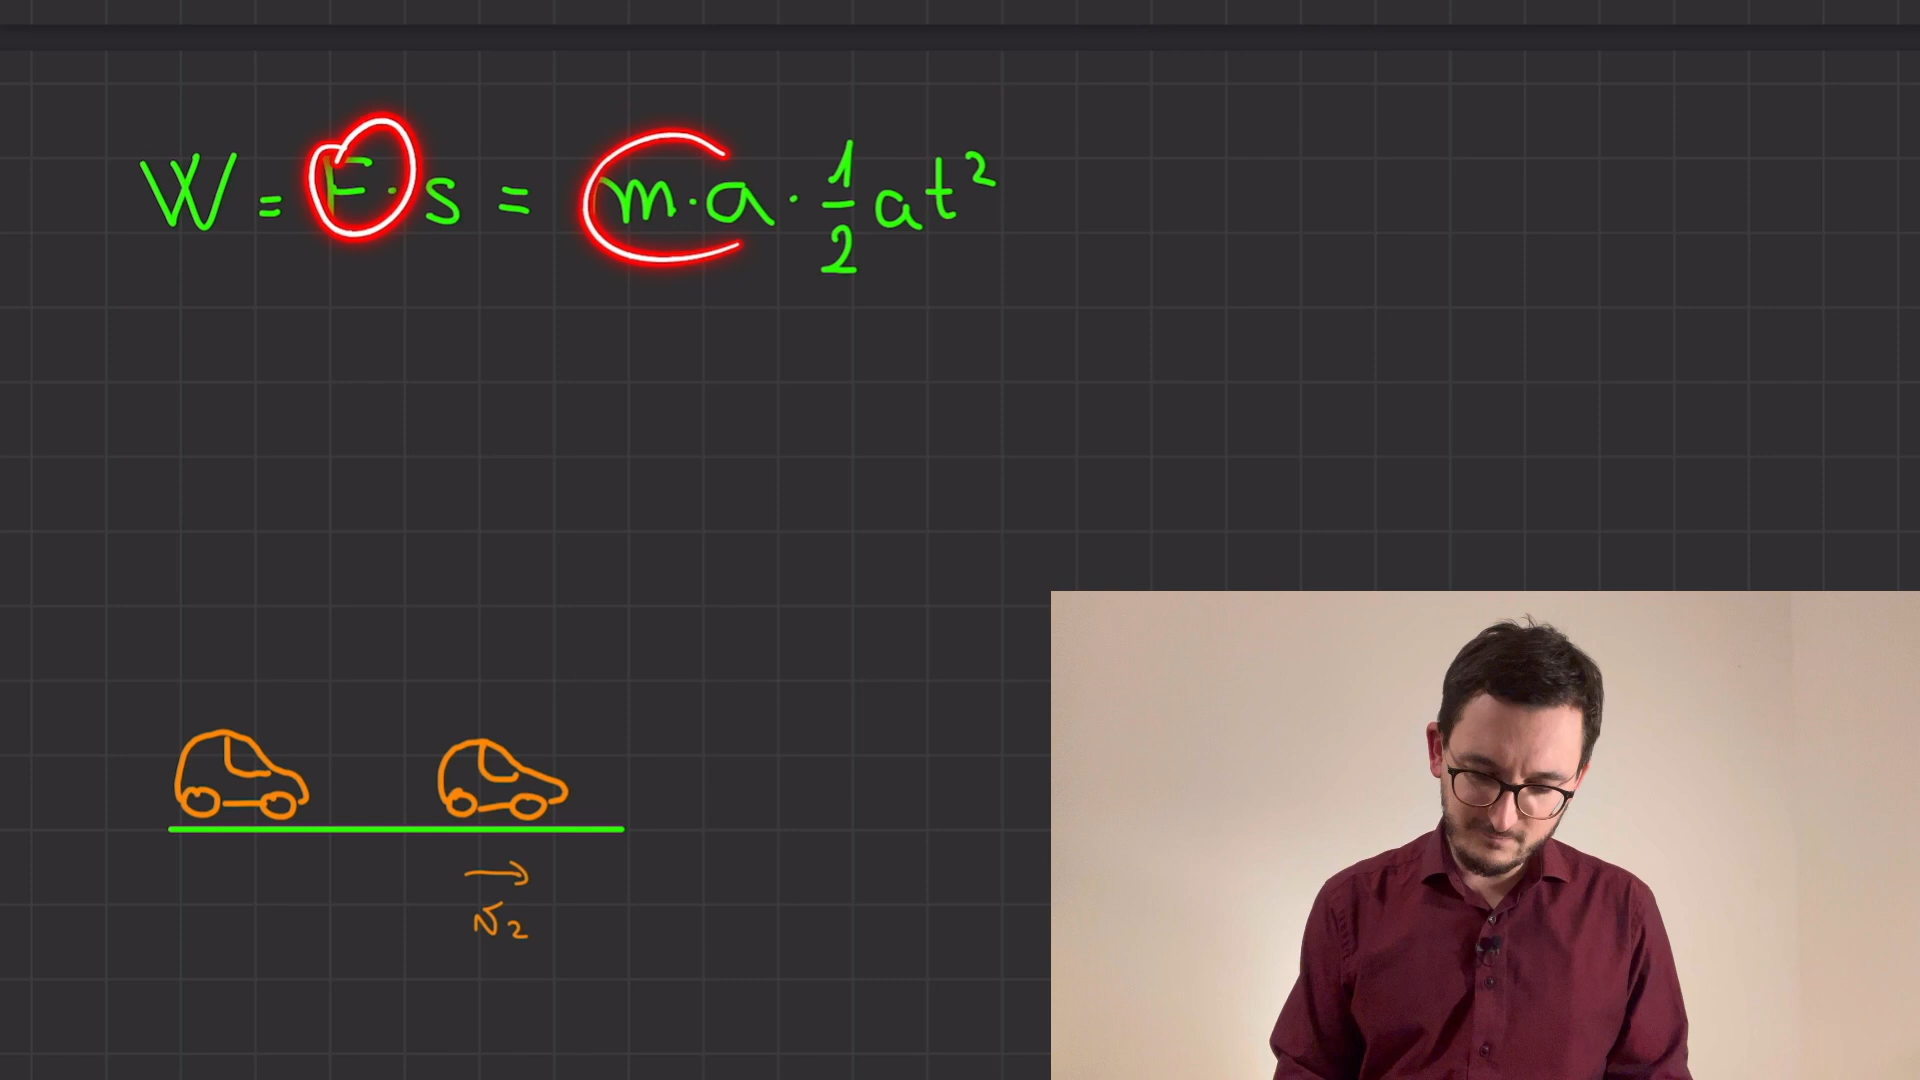 W = F · s = m · a · 1/2 at²
v₂